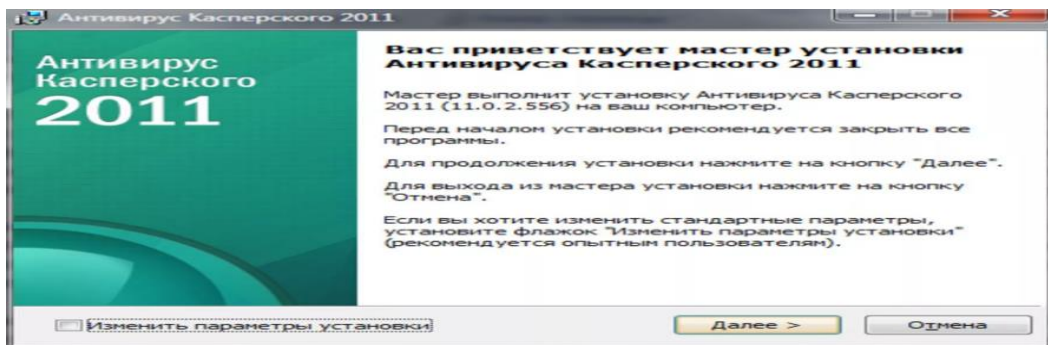 Антивирус Касперского 2011
Антивирус
Касперского
2011
Вас приветствует мастер установки
Антивируса Касперского 2011
Мастер выполнит установку Антивируса Касперского
2011 (11.0.2.556) на ваш компьютер.
Перед началом установки рекомендуется закрыть все
программы.
Для продолжения установки нажмите на кнопку "Далее".
Для выхода из мастера установки нажмите на кнопку
"Отмена".
Если вы хотите изменить стандартные параметры,
установите флажок "Изменить параметры установки"
(рекомендуется опытным пользователям).
Изменить параметры установки
Далее >
Отмена